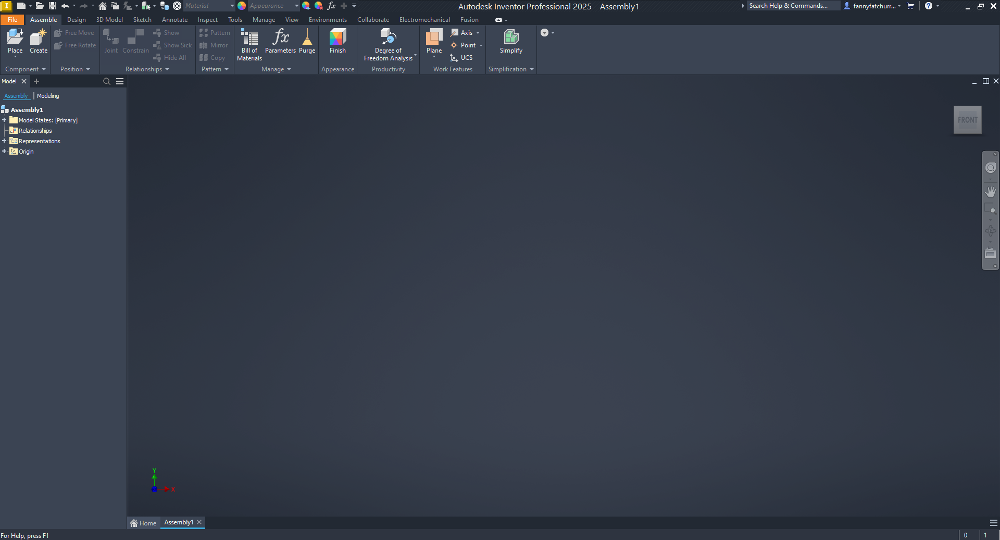 I Material Appearance fx Autodesk Inventor Professional 2025 Assembly1 Search Help & Commands... fannyfatchurr... ?
File Assemble Design 3D Model Sketch Annotate Inspect Tools Manage View Environments Collaborate Electromechanical Fusion
Place
Create
Free Move
Free Rotate
Joint
Constrain
Show
Show Sick
Hide All
Pattern
Mirror
Copy
Bill of
Materials
fx
Parameters
Purge
Finish
Degree of
Freedom Analysis
Plane
Axis
Point
UCS
Simplify
Component Position Relationships Pattern Manage Appearance Productivity Work Features Simplification
Model
Assembly | Modeling
Assembly1
Model States: [Primary]
Relationships
Representations
Origin
FRONT
Y
X
Home Assembly1
For Help, press F1 0 1